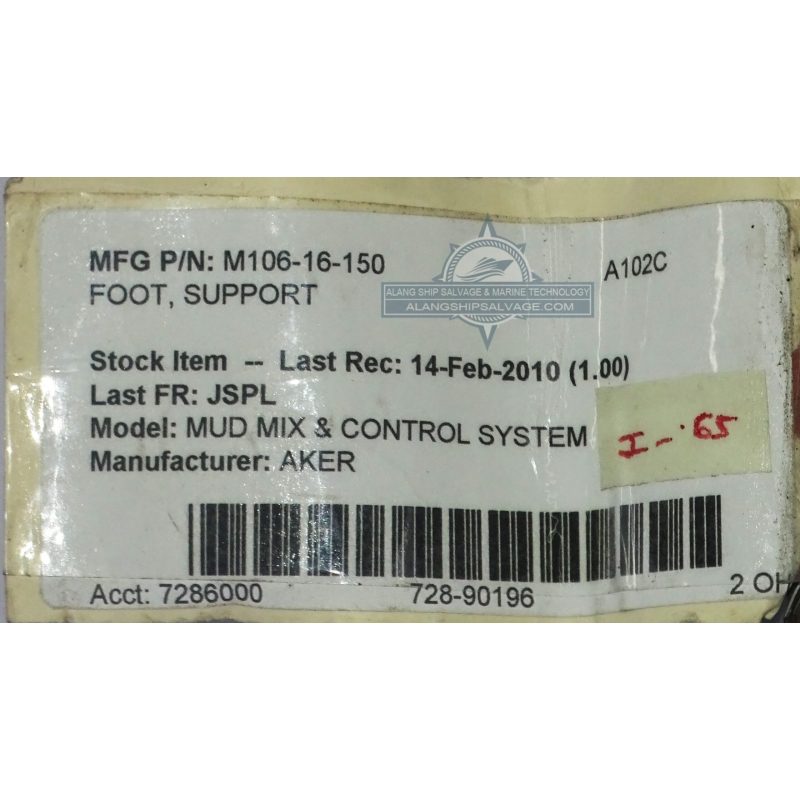 MFG P/N: M106-16-150
A102C
FOOT, SUPPORT
ALANG SHIP SALVAGE & MARINE TECHNOLOGY
ALANGSHIPSALVAGE.COM
Stock Item -- Last Rec: 14-Feb-2010 (1.00)
Last FR: JSPL
Model: MUD MIX & CONTROL SYSTEM
I-65
Manufacturer: AKER
Acct: 7286000 728-90196 2 OH